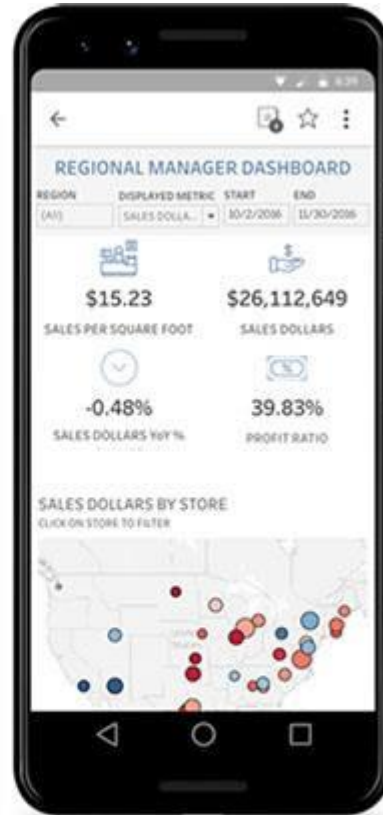 6:39
REGIONAL MANAGER DASHBOARD
REGION DISPLAYED METRIC START END
(All) SALES DOLLA... 10/2/2016 11/30/2016
$15.23 $26,112,649
SALES PER SQUARE FOOT SALES DOLLARS
-0.48% 39.83%
SALES DOLLARS YoY % PROFIT RATIO
SALES DOLLARS BY STORE
CLICK ON STORE TO FILTER